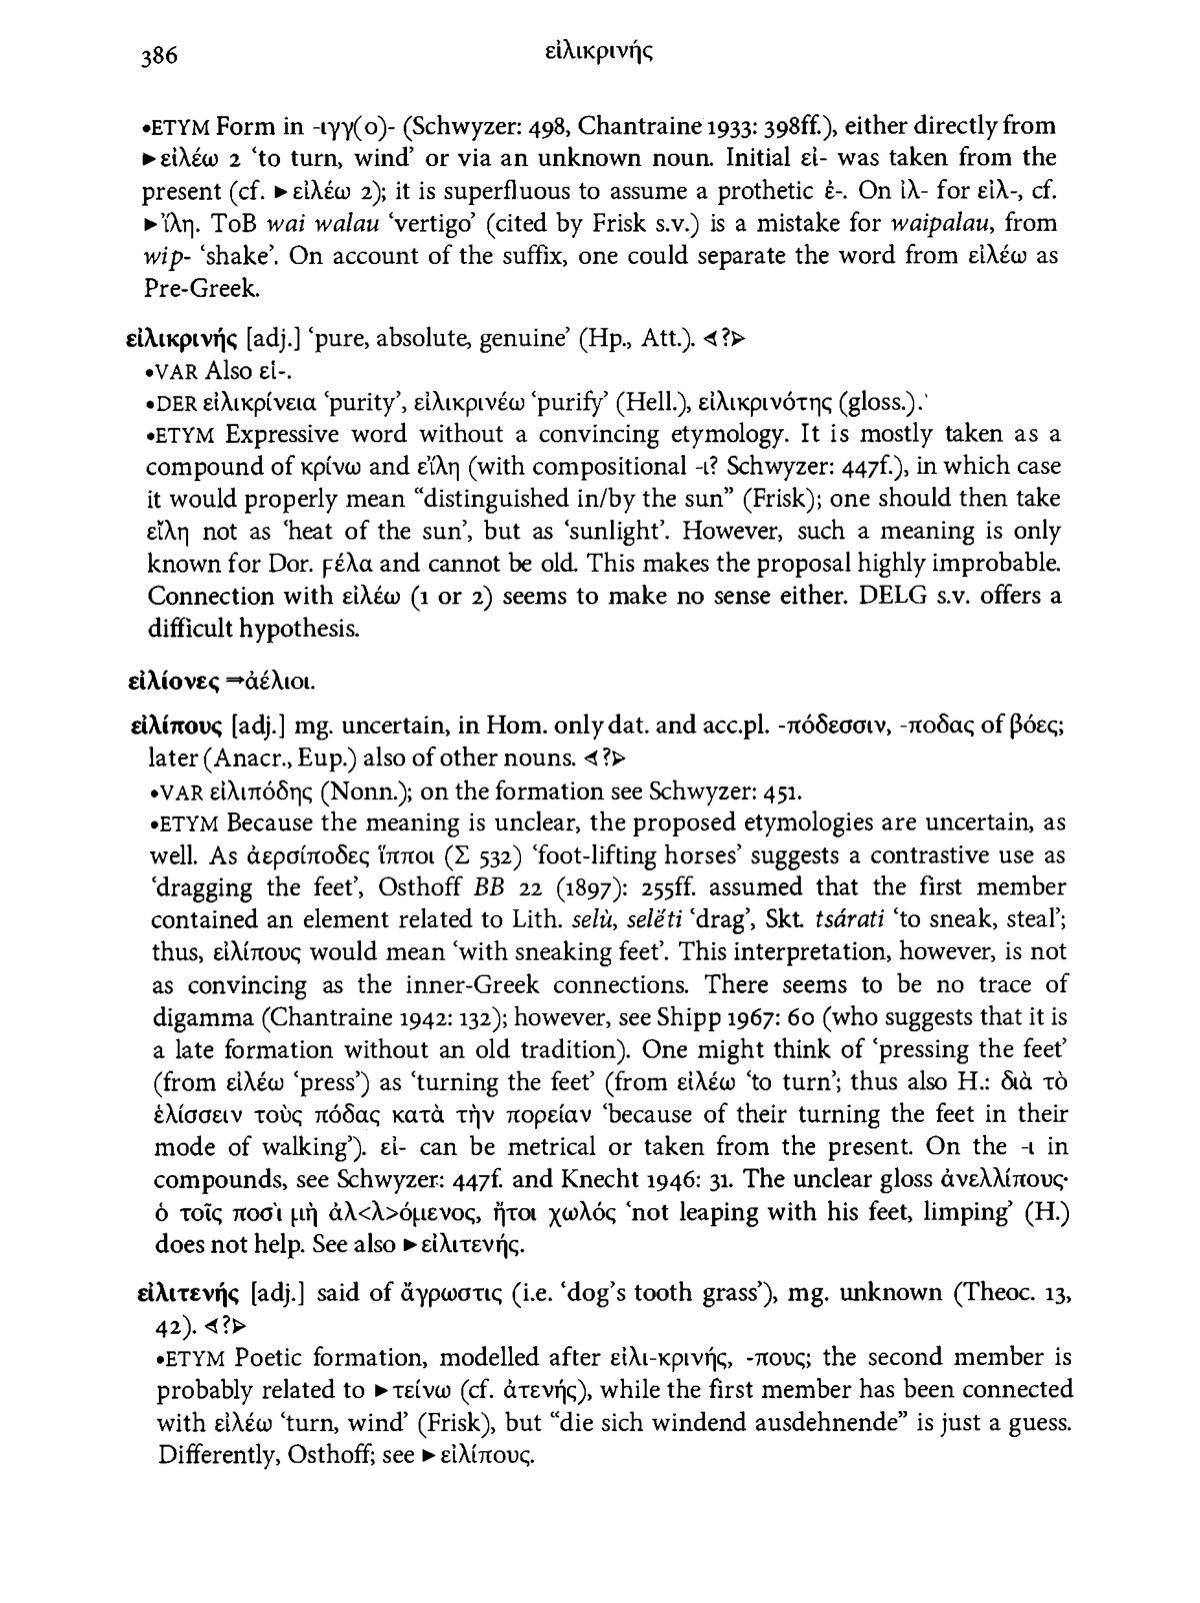 386
εἰλικρινής
•ETYM Form in -ιγγ(ο)- (Schwyzer: 498, Chantraine 1933: 398ff.), either directly from
►εἰλέω 2 ‘to turn, wind’ or via an unknown noun. Initial εἰ- was taken from the
present (cf. ►εἰλέω 2); it is superfluous to assume a prothetic ἐ-. On ἰλ- for εἰλ-, cf.
►ἴλη. ToB wai walau ‘vertigo’ (cited by Frisk s.v.) is a mistake for waipalau, from
wip- ‘shake’. On account of the suffix, one could separate the word from εἰλέω as
Pre-Greek.
εἰλικρινής [adj.] ‘pure, absolute, genuine’ (Hp., Att.). ⊲?⊳
•VAR Also εἱ-.
•DER εἰλικρίνεια ‘purity’, εἰλικρινέω ‘purify’ (Hell.), εἰλικρινότης (gloss.).
•ETYM Expressive word without a convincing etymology. It is mostly taken as a
compound of κρίνω and εἵλη (with compositional -ι? Schwyzer: 447f.), in which case
it would properly mean “distinguished in/by the sun” (Frisk); one should then take
εἵλη not as ‘heat of the sun’, but as ‘sunlight’. However, such a meaning is only
known for Dor. ϝέλα and cannot be old. This makes the proposal highly improbable.
Connection with εἰλέω (1 or 2) seems to make no sense either. DELG s.v. offers a
difficult hypothesis.
εἰλίονες ⇒ἀέλιοι.
εἰλίπους [adj.] mg. uncertain, in Hom. only dat. and acc.pl. -πόδεσσιν, -ποδας of βόες;
later (Anacr., Eup.) also of other nouns. ⊲?⊳
•VAR εἰλιπόδης (Nonn.); on the formation see Schwyzer: 451.
•ETYM Because the meaning is unclear, the proposed etymologies are uncertain, as
well. As ἀερσίποδες ἵπποι (Σ 532) ‘foot-lifting horses’ suggests a contrastive use as
‘dragging the feet’, Osthoff BB 22 (1897): 255ff. assumed that the first member
contained an element related to Lith. selù, selė́ti ‘drag’, Skt. tsárati ‘to sneak, steal’;
thus, εἰλίπους would mean ‘with sneaking feet’. This interpretation, however, is not
as convincing as the inner-Greek connections. There seems to be no trace of
digamma (Chantraine 1942: 132); however, see Shipp 1967: 60 (who suggests that it is
a late formation without an old tradition). One might think of ‘pressing the feet’
(from εἰλέω ‘press’) as ‘turning the feet’ (from εἰλέω ‘to turn’; thus also H.: διὰ τὸ
ἑλίσσειν τοὺς πόδας κατὰ τὴν πορείαν ‘because of their turning the feet in their
mode of walking’). εἰ- can be metrical or taken from the present. On the -ι in
compounds, see Schwyzer: 447f. and Knecht 1946: 31. The unclear gloss ἀνελλίπους·
ὁ τοῖς ποσὶ μὴ ἀλ<λ>όμενος, ἤτοι χωλός ‘not leaping with his feet, limping’ (H.)
does not help. See also ►εἰλιτενής.
εἰλιτενής [adj.] said of ἄγρωστις (i.e. ‘dog’s tooth grass’), mg. unknown (Theoc. 13,
42). ⊲?⊳
•ETYM Poetic formation, modelled after εἰλι-κρινής, -πους; the second member is
probably related to ►τείνω (cf. ἀτενής), while the first member has been connected
with εἰλέω ‘turn, wind’ (Frisk), but “die sich windend ausdehnende” is just a guess.
Differently, Osthoff; see ►εἰλίπους.